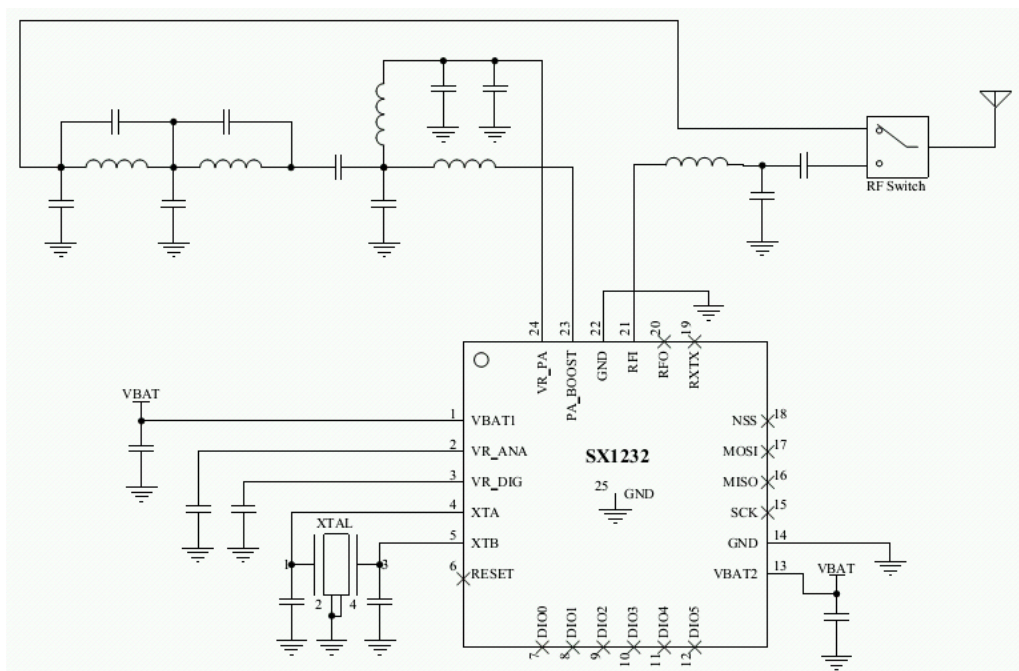 RF Switch
24
23
22
21
20
19
VR_PA
PA_BOOST
GND
RFI
RFO
RXTX
VBAT
1
VBAT1
NSS
18
2
VR_ANA
MOSI
17
SX1232
3
VR_DIG
25
GND
MISO
16
4
XTA
SCK
15
XTAL
5
XTB
GND
14
1
3
6
RESET
VBAT2
13
VBAT
2
4
DIO0
DIO1
DIO2
DIO3
DIO4
DIO5
7
8
9
10
11
12